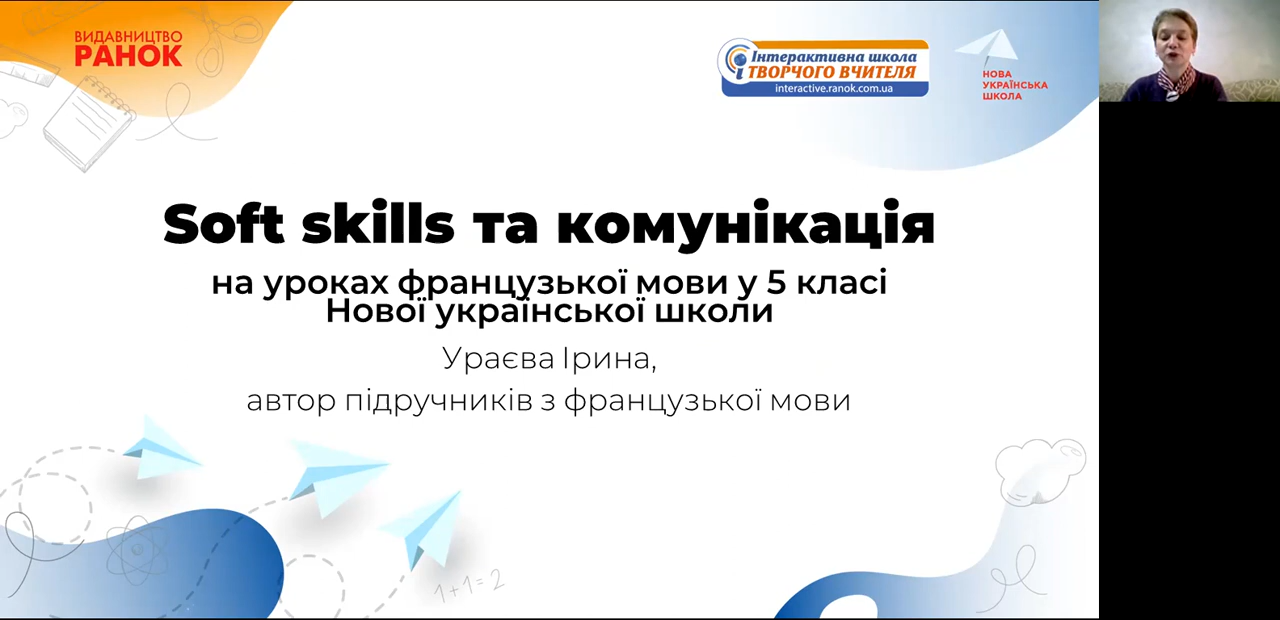 ВИДАВНИЦТВО
РАНОК
Інтерактивна школа
ТВОРЧОГО ВЧИТЕЛЯ
interactive.ranok.com.ua
НОВА
УКРАЇНСЬКА
ШКОЛА
Soft skills та комунікація
на уроках французької мови у 5 класі
Нової української школи
Ураєва Ірина,
автор підручників з французької мови
1+1=2